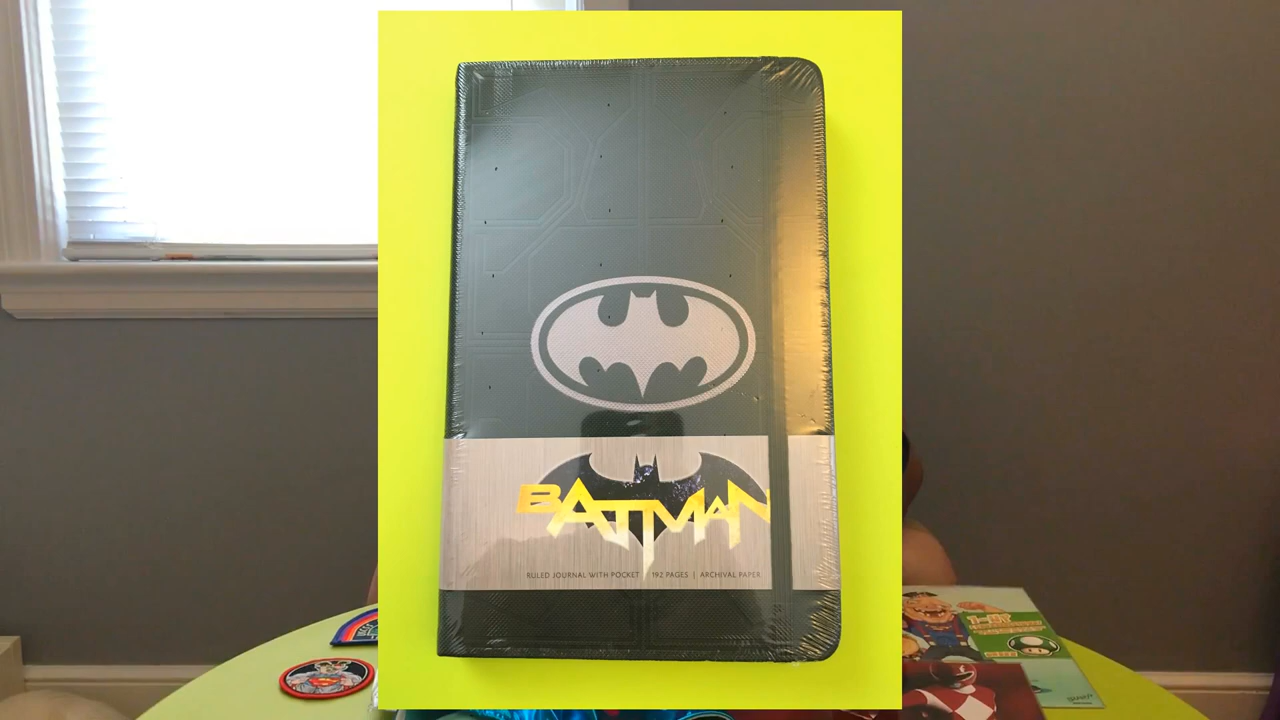 BATMAN
RULED JOURNAL WITH POCKET | 192 PAGES | ARCHIVAL PAPER